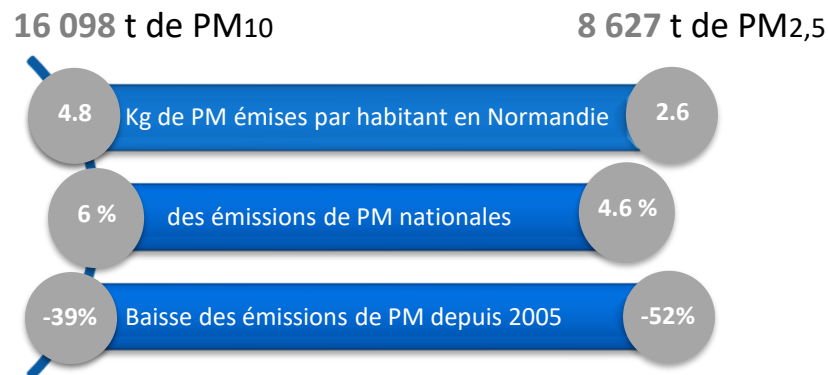 16 098 t de PM10 8 627 t de PM2,5
4.8 Kg de PM émises par habitant en Normandie 2.6
6 % des émissions de PM nationales 4.6 %
-39% Baisse des émissions de PM depuis 2005 -52%